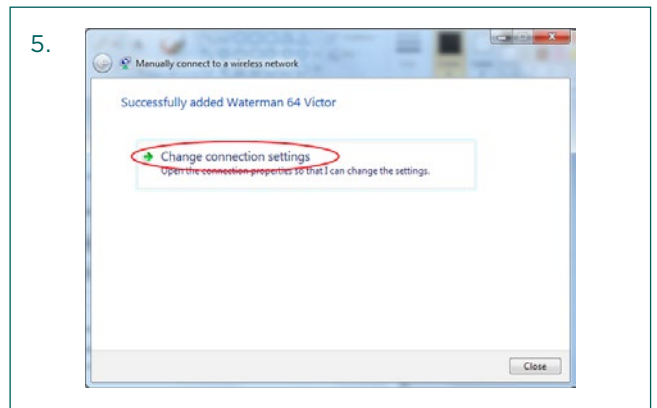 5.
Manually connect to a wireless network
Successfully added Waterman 64 Victor
Change connection settings
Open the connection properties so that I can change the settings.
Close